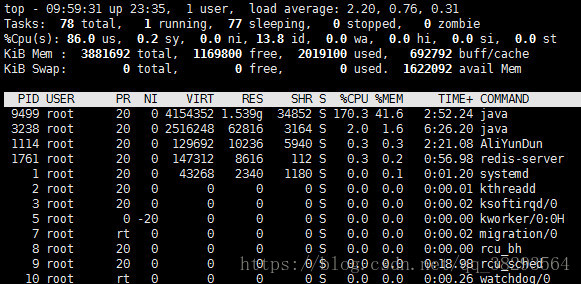 top - 09:59:31 up 23:35,  1 user,  load average: 2.20, 0.76, 0.31
Tasks:  78 total,   1 running,  77 sleeping,   0 stopped,   0 zombie
%Cpu(s): 86.0 us,  0.2 sy,  0.0 ni, 13.8 id,  0.0 wa,  0.0 hi,  0.0 si,  0.0 st
KiB Mem :  3881692 total,  1169800 free,  2019100 used,   692792 buff/cache
KiB Swap:        0 total,        0 free,        0 used.  1622092 avail Mem
PID USER      PR  NI    VIRT    RES    SHR S  %CPU %MEM     TIME+ COMMAND
9499 root      20   0 4154352 1.539g  34852 S 170.3 41.6   2:52.24 java
3238 root      20   0 2516248  62816   3164 S   2.0  1.6   6:26.20 java
1114 root      20   0  129692  10236   5940 S   0.3  0.3   2:21.08 AliYunDun
1761 root      20   0  147312   8616    112 S   0.3  0.2   0:56.98 redis-server
1 root      20   0   43268   2340   1180 S   0.0  0.1   0:01.20 systemd
2 root      20   0       0      0      0 S   0.0  0.0   0:00.01 kthreadd
3 root      20   0       0      0      0 S   0.0  0.0   0:00.02 ksoftirqd/0
5 root       0 -20       0      0      0 S   0.0  0.0   0:00.00 kworker/0:0H
7 root      rt   0       0      0      0 S   0.0  0.0   0:00.02 migration/0
8 root      20   0       0      0      0 S   0.0  0.0   0:00.00 rcu_bh
9 root      20   0       0      0      0 S   0.0  0.0   0:18.98 rcu_sched
10 root      rt   0       0      0      0 S   0.0  0.0   0:00.26 watchdog/0